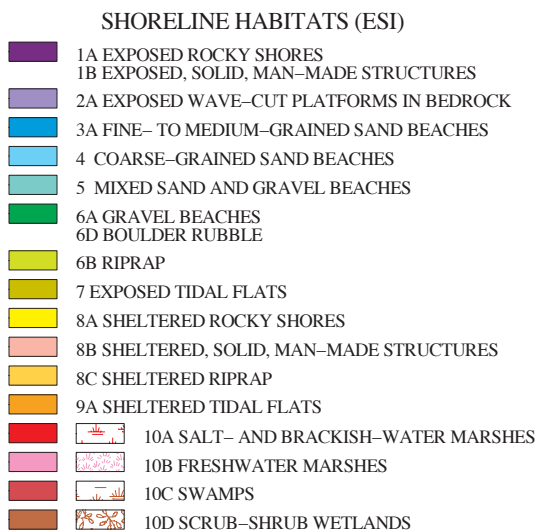 SHORELINE HABITATS (ESI)
1A EXPOSED ROCKY SHORES
1B EXPOSED, SOLID, MAN−MADE STRUCTURES
2A EXPOSED WAVE−CUT PLATFORMS IN BEDROCK
3A FINE− TO MEDIUM−GRAINED SAND BEACHES
4 COARSE−GRAINED SAND BEACHES
5 MIXED SAND AND GRAVEL BEACHES
6A GRAVEL BEACHES
6D BOULDER RUBBLE
6B RIPRAP
7 EXPOSED TIDAL FLATS
8A SHELTERED ROCKY SHORES
8B SHELTERED, SOLID, MAN−MADE STRUCTURES
8C SHELTERED RIPRAP
9A SHELTERED TIDAL FLATS
10A SALT− AND BRACKISH−WATER MARSHES
10B FRESHWATER MARSHES
10C SWAMPS
10D SCRUB−SHRUB WETLANDS